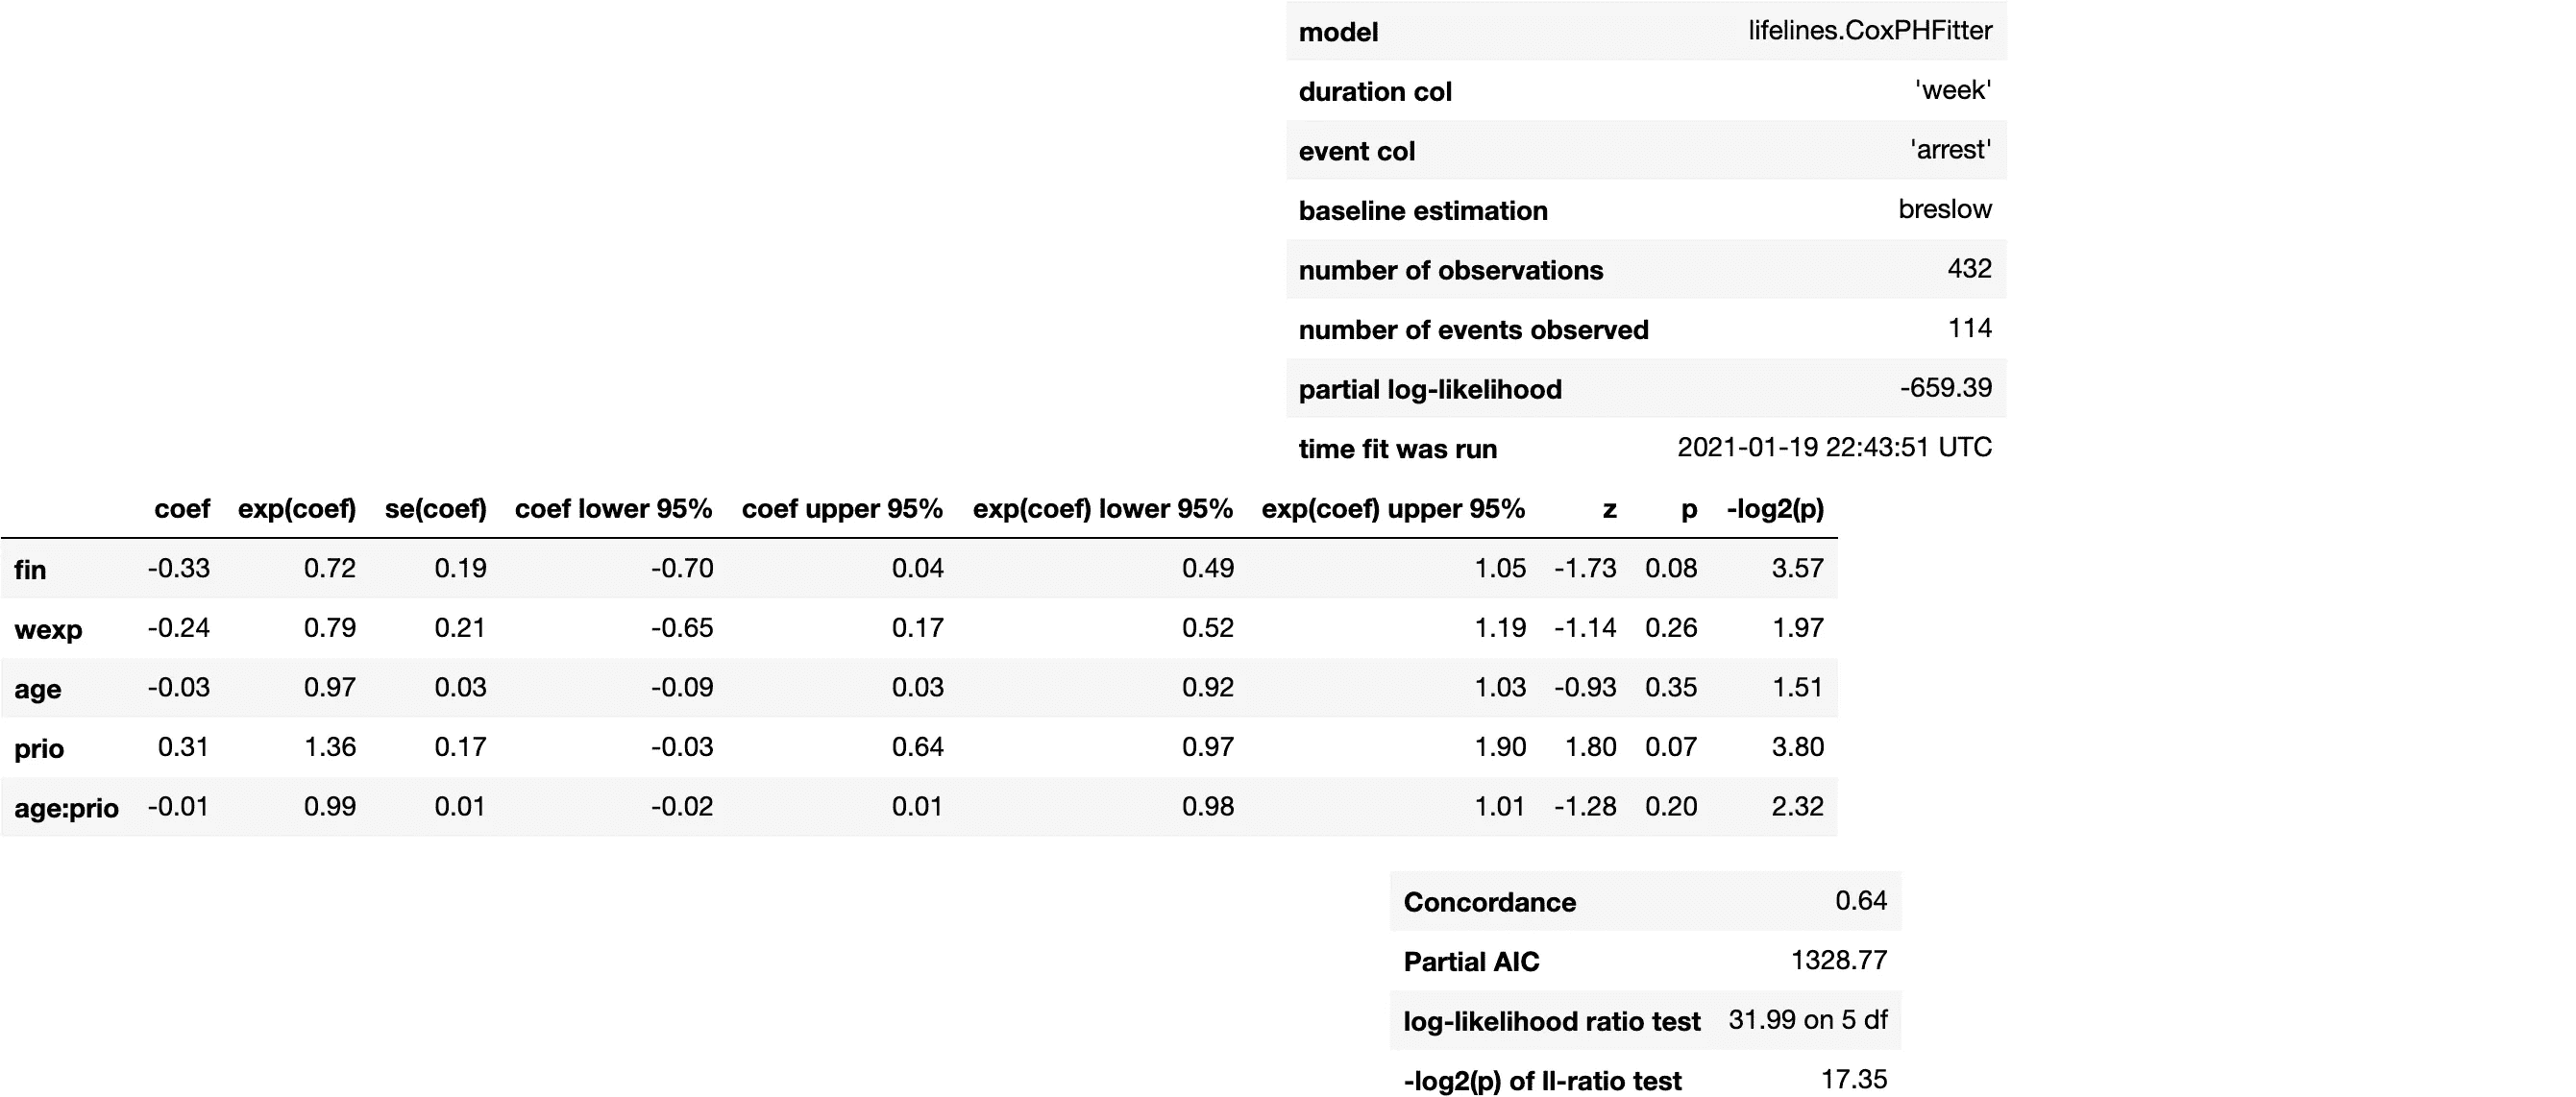 model lifelines.CoxPHFitter
duration col 'week'
event col 'arrest'
baseline estimation breslow
number of observations 432
number of events observed 114
partial log-likelihood -659.39
time fit was run 2021-01-19 22:43:51 UTC
coef exp(coef) se(coef) coef lower 95% coef upper 95% exp(coef) lower 95% exp(coef) upper 95% z p -log2(p)
fin -0.33 0.72 0.19 -0.70 0.04 0.49 1.05 -1.73 0.08 3.57
wexp -0.24 0.79 0.21 -0.65 0.17 0.52 1.19 -1.14 0.26 1.97
age -0.03 0.97 0.03 -0.09 0.03 0.92 1.03 -0.93 0.35 1.51
prio 0.31 1.36 0.17 -0.03 0.64 0.97 1.90 1.80 0.07 3.80
age:prio -0.01 0.99 0.01 -0.02 0.01 0.98 1.01 -1.28 0.20 2.32
Concordance 0.64
Partial AIC 1328.77
log-likelihood ratio test 31.99 on 5 df
-log2(p) of ll-ratio test 17.35